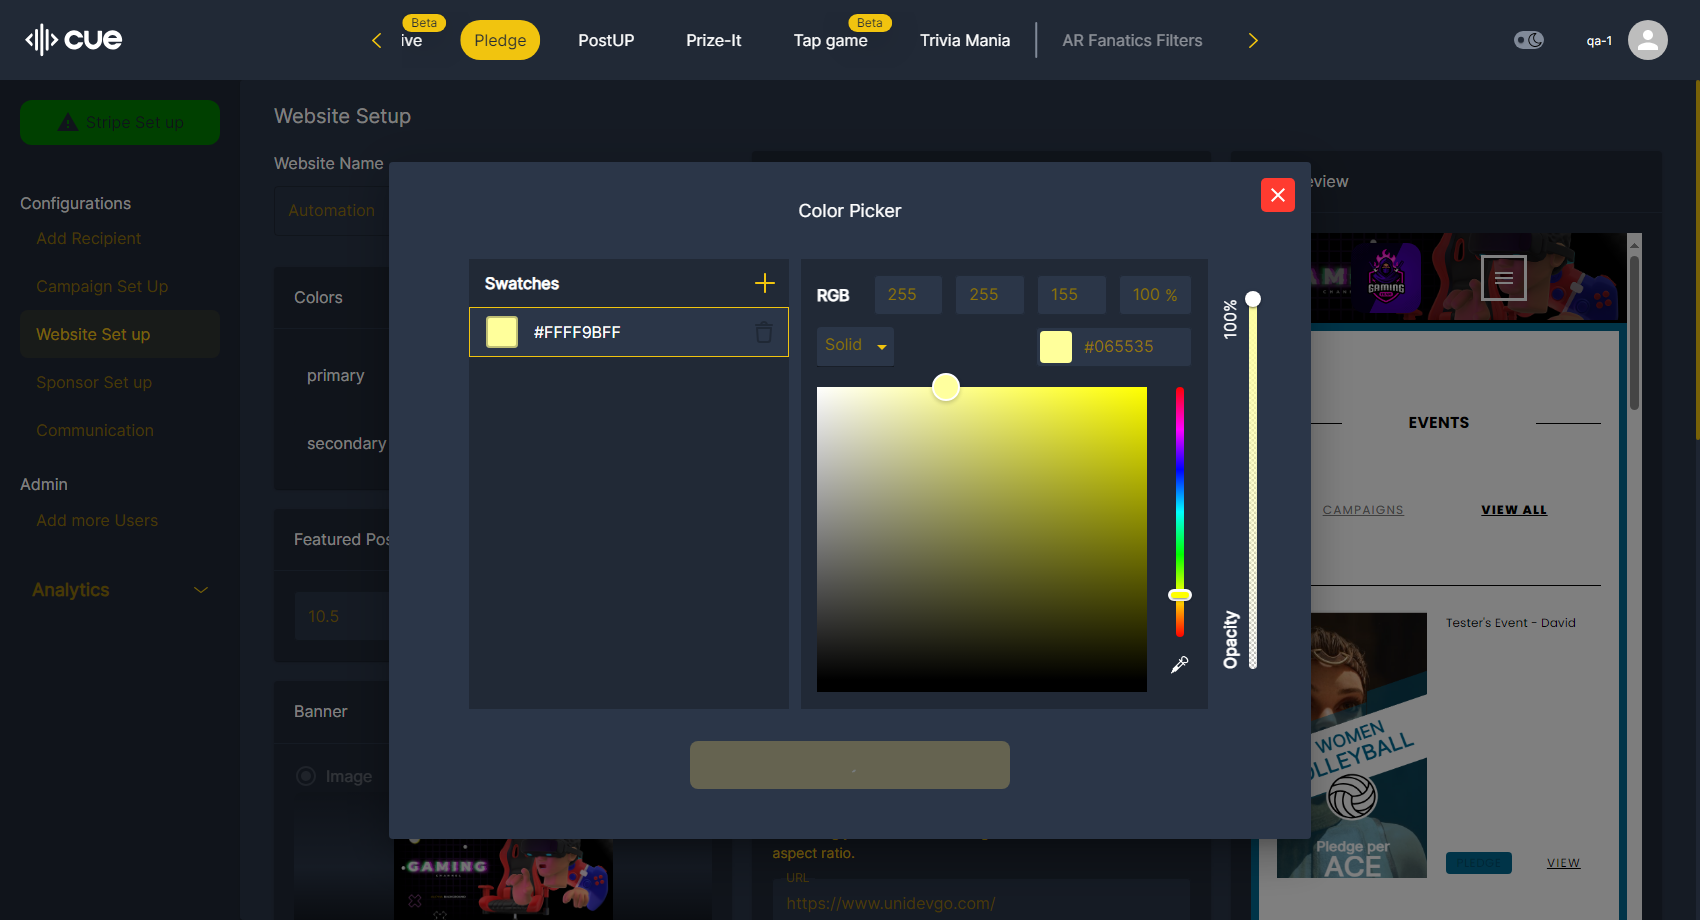 cue
Beta
ive
Pledge
PostUP
Prize-It
Beta
Tap game
Trivia Mania
AR Fanatics Filters
qa-1
Stripe Set up
Configurations
Add Recipient
Campaign Set Up
Website Set up
Sponsor Set up
Communication
Admin
Add more Users
Analytics
Website Setup
Website Name
Automation
Colors
primary
secondary
Featured Pos
10.5
Banner
Image
GAMING
Color Picker
Swatches
#FFFF9BFF
RGB
255
255
155
100 %
Solid
#065535
100%
Opacity
aspect ratio.
URL
https://www.unidevgo.com/
eview
GAMING
EVENTS
CAMPAIGNS
VIEW ALL
Tester's Event - David
WOMEN
OLLEYBALL
Pledge per
ACE
PLEDGE
VIEW